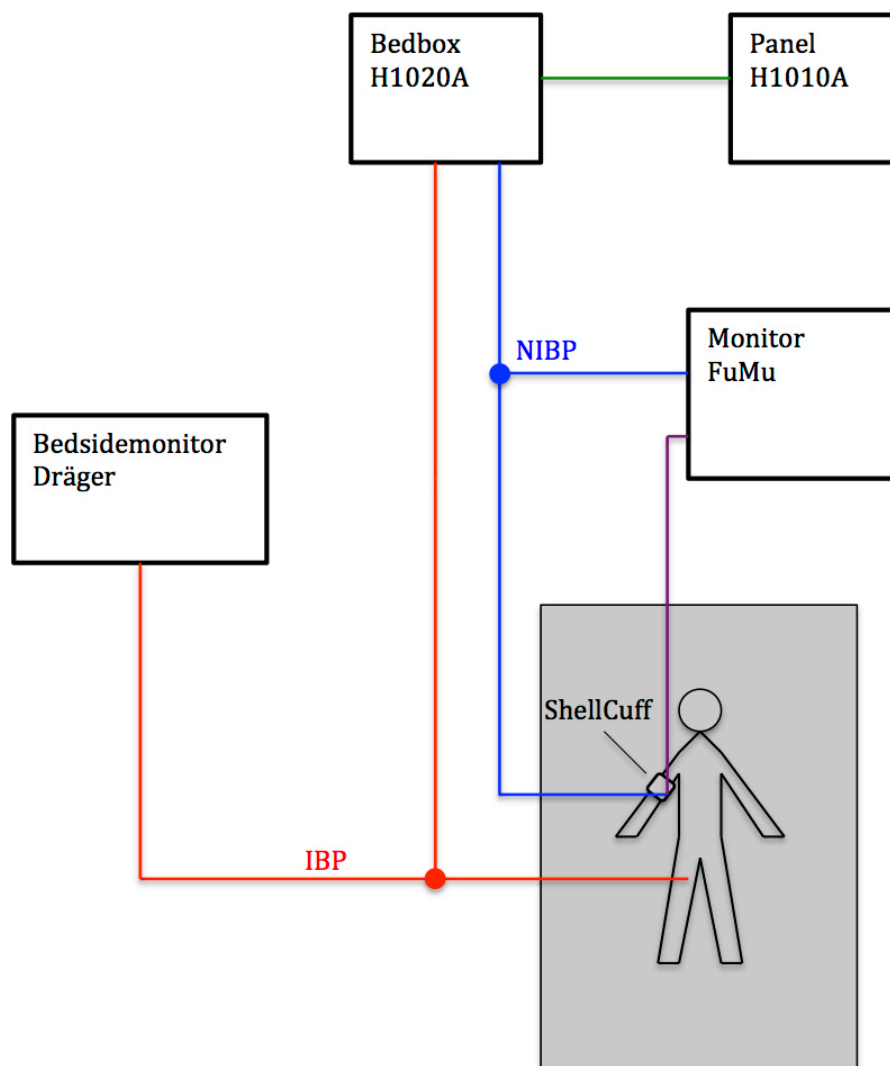 Bedbox
H1020A
Panel
H1010A
NIBP
Monitor
FuMu
Bedsidemonitor
Dräger
ShellCuff
IBP